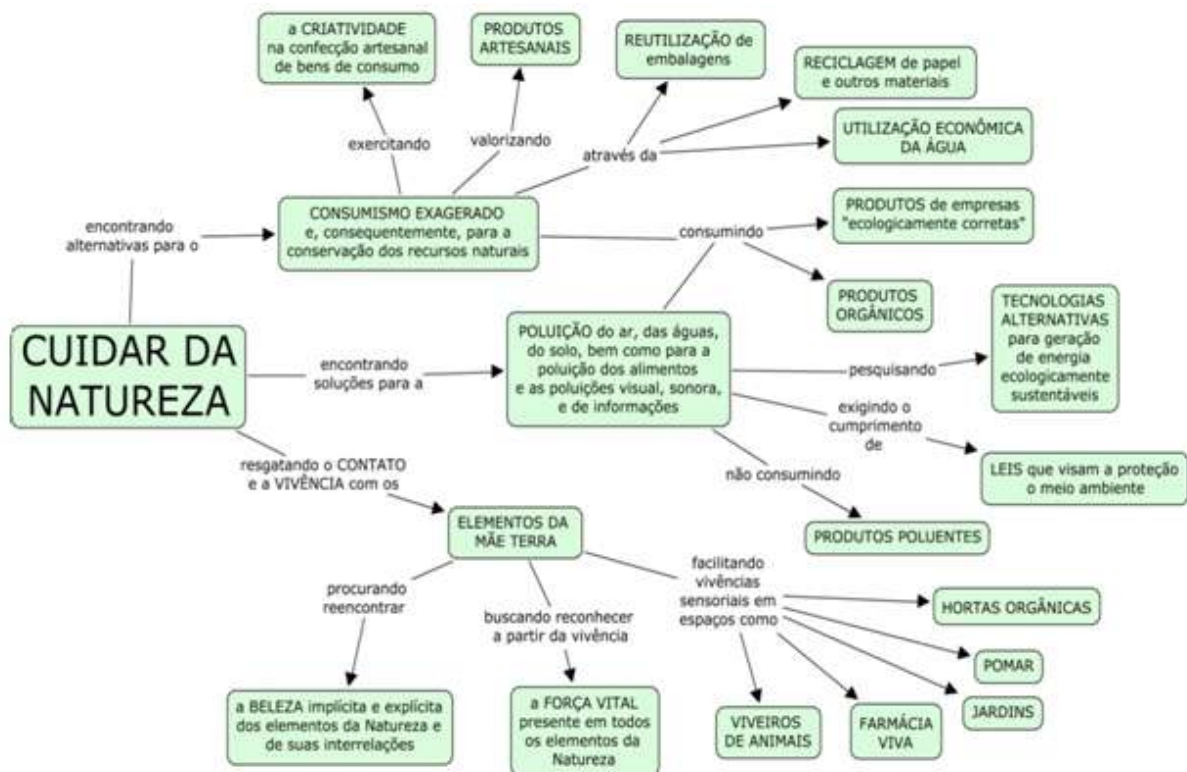 a CRIATIVIDADE
na confecção artesanal
de bens de consumo
PRODUTOS
ARTESANAIS
REUTILIZAÇÃO de
embalagens
RECICLAGEM de papel
e outros materiais
UTILIZAÇÃO ECONÔMICA
DA ÁGUA
exercitando
valorizando
através da
encontrando
alternativas para o
CONSUMISMO EXAGERADO
e, consequentemente, para a
conservação dos recursos naturais
consumindo
PRODUTOS de empresas
"ecologicamente corretas"
PRODUTOS
ORGÂNICOS
CUIDAR DA
NATUREZA
encontrando
soluções para a
POLUIÇÃO do ar, das águas,
do solo, bem como para a
poluição dos alimentos
e as poluições visual, sonora,
e de informações
pesquisando
TECNOLOGIAS
ALTERNATIVAS
para geração
de energia
ecologicamente
sustentáveis
exigindo o
cumprimento
de
LEIS que visam a proteção
o meio ambiente
não consumindo
PRODUTOS POLUENTES
resgatando o CONTATO
e a VIVÊNCIA com os
ELEMENTOS DA
MÃE TERRA
procurando
reencontrar
buscando reconhecer
a partir da vivência
facilitando
vivências
sensoriais em
espaços como
HORTAS ORGÂNICAS
POMAR
JARDINS
a BELEZA implícita e explícita
dos elementos da Natureza e
de suas interrelações
a FORÇA VITAL
presente em todos
os elementos da
Natureza
VIVEIROS
DE ANIMAIS
FARMÁCIA
VIVA